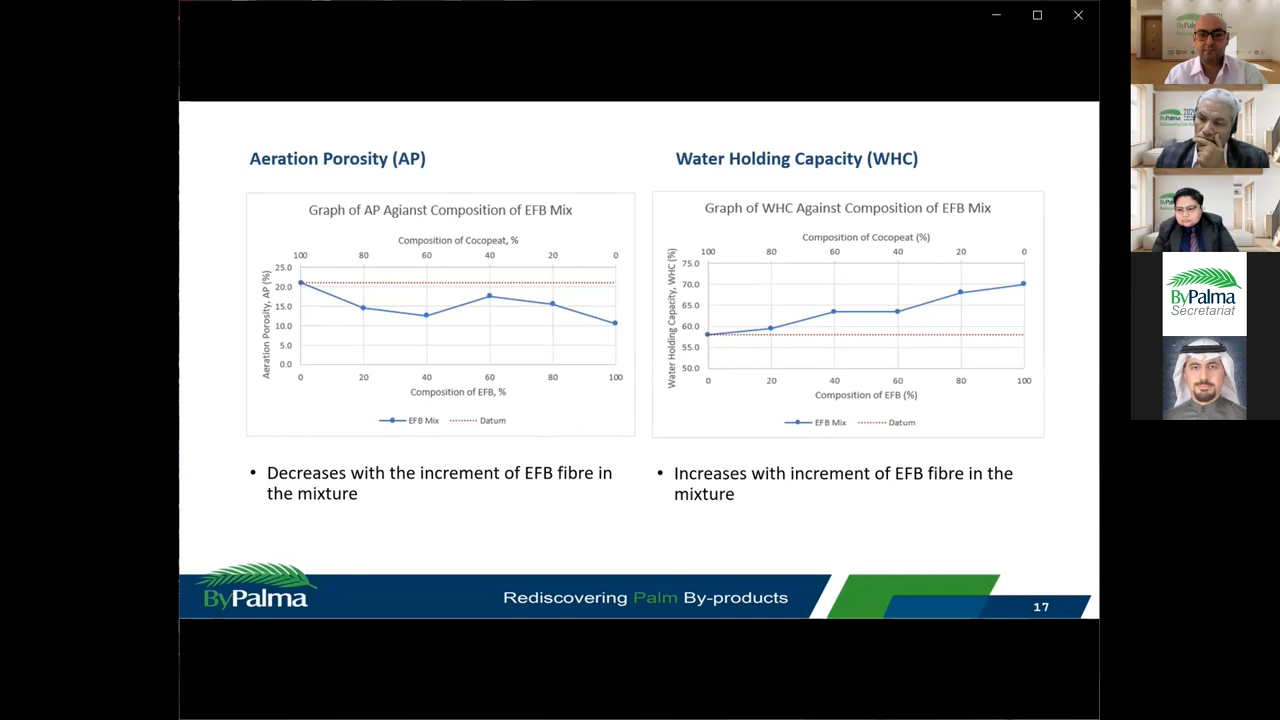 Aeration Porosity (AP)
Graph of AP Agianst Composition of EFB Mix
Composition of Cocopeat, %
100 80 60 40 20 0
Aeration Porosity, AP (%)
25.0
20.0
15.0
10.0
5.0
0.0
0 20 40 60 80 100
Composition of EFB, %
EFB Mix Datum
• Decreases with the increment of EFB fibre in
the mixture
Water Holding Capacity (WHC)
Graph of WHC Against Composition of EFB Mix
Composition of Cocopeat (%)
100 80 60 40 20 0
Water Holding Capacity, WHC (%)
75.0
70.0
65.0
60.0
55.0
50.0
0 20 40 60 80 100
Composition of EFB (%)
EFB Mix Datum
• Increases with increment of EFB fibre in the
mixture
ByPalma
Rediscovering Palm By-products
17
ByPalma
Secretariat